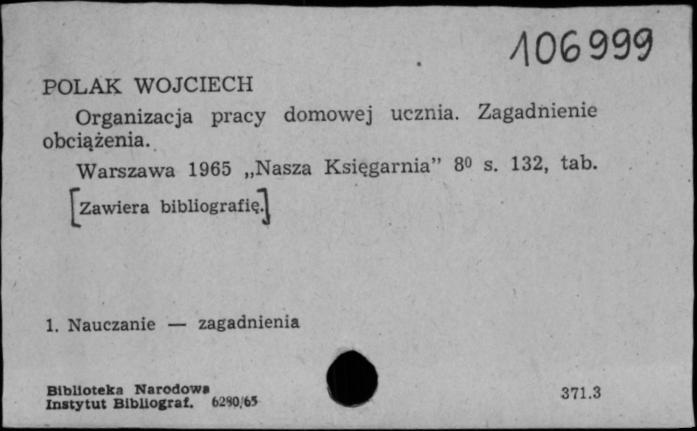 106999
POLAK WOJCIECH
Organizacja pracy domowej ucznia. Zagadnienie
obciążenia.
Warszawa 1965 „Nasza Księgarnia” 8⁰ s. 132, tab.
[Zawiera bibliografię.]
1. Nauczanie — zagadnienia
Biblioteka Narodowa
Instytut Bibliograf. 6280/65
371.3